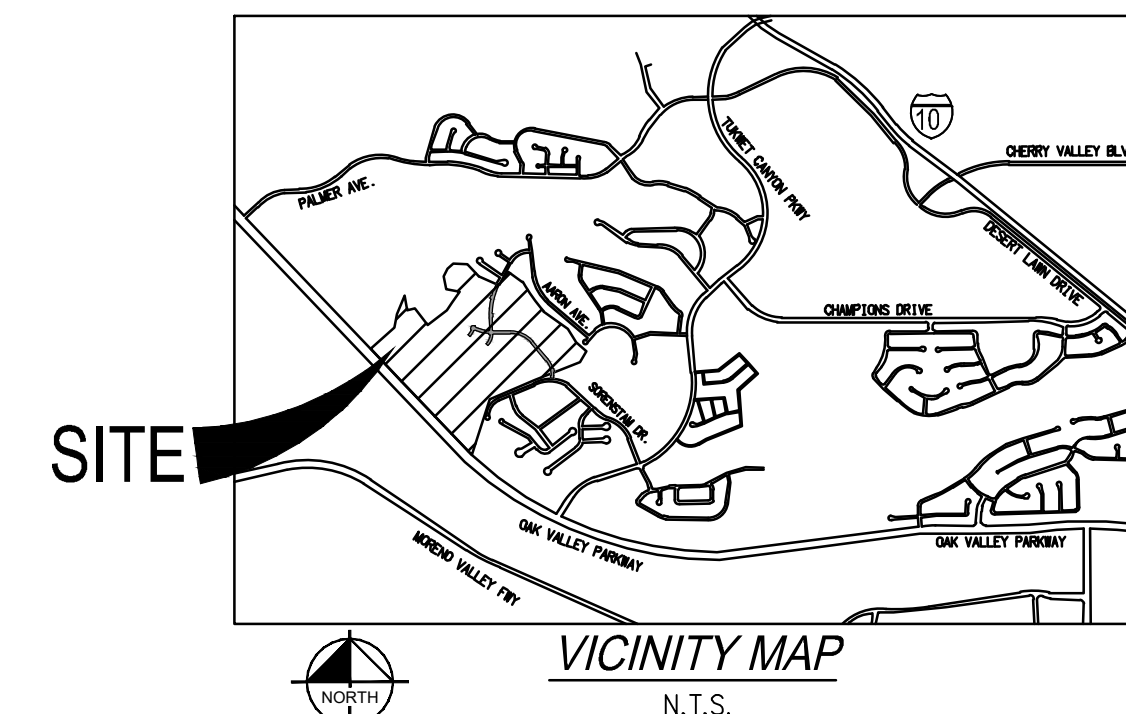 10
CHERRY VALLEY BLV
TUKWET CANYON PKWY
PALMER AVE.
DESERT LAWN DRIVE
AARON AVE.
CHAMPIONS DRIVE
SORENSTAM DR.
SITE
OAK VALLEY PARKWAY
OAK VALLEY PARKWAY
MORENO VALLEY FWY
VICINITY MAP
NORTH
N.T.S.